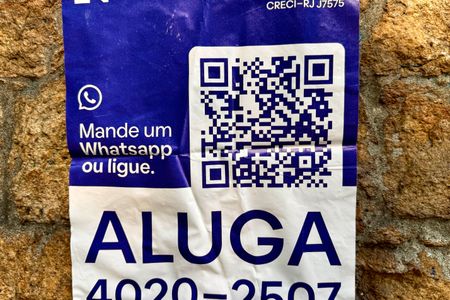 CRECI-RJ J7575
Mande um
Whatsapp
ou ligue.
ALUGA
4020-2507